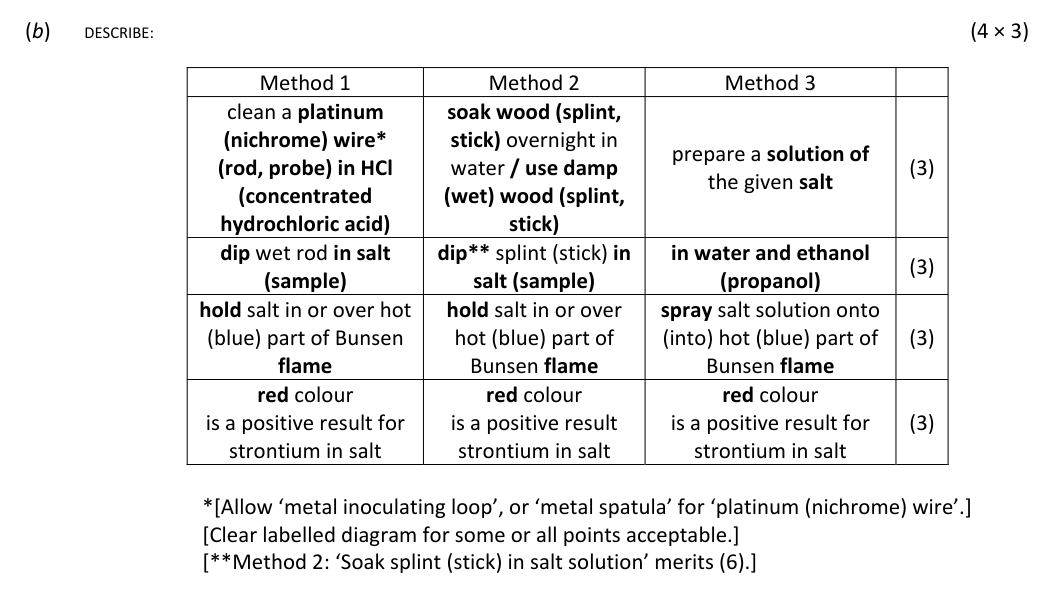 (b) DESCRIBE: (4 × 3)
Method 1 Method 2 Method 3
clean a platinum
(nichrome) wire*
(rod, probe) in HCl
(concentrated
hydrochloric acid)
soak wood (splint,
stick) overnight in
water / use damp
(wet) wood (splint,
stick)
prepare a solution of
the given salt
(3)
dip wet rod in salt
(sample)
dip** splint (stick) in
salt (sample)
in water and ethanol
(propanol)
(3)
hold salt in or over hot
(blue) part of Bunsen
flame
hold salt in or over
hot (blue) part of
Bunsen flame
spray salt solution onto
(into) hot (blue) part of
Bunsen flame
(3)
red colour
is a positive result for
strontium in salt
red colour
is a positive result
strontium in salt
red colour
is a positive result for
strontium in salt
(3)
*[Allow ‘metal inoculating loop’, or ‘metal spatula’ for ‘platinum (nichrome) wire’.]
[Clear labelled diagram for some or all points acceptable.]
[**Method 2: ‘Soak splint (stick) in salt solution’ merits (6).]